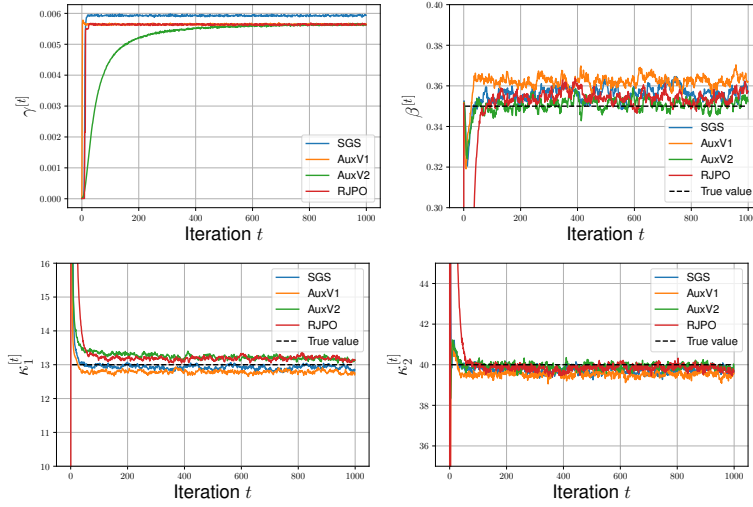 0.006
0.005
0.004
0.003
0.002
0.001
0.000
γ[t]
0 200 400 600 800 1000
Iteration t
SGS
AuxV1
AuxV2
RJPO
0.40
0.38
0.36
0.34
0.32
0.30
β[t]
0 200 400 600 800 1000
Iteration t
SGS
AuxV1
AuxV2
RJPO
True value
16
15
14
13
12
11
10
κ1[t]
0 200 400 600 800 1000
Iteration t
SGS
AuxV1
AuxV2
RJPO
True value
44
42
40
38
36
κ2[t]
0 200 400 600 800 1000
Iteration t
SGS
AuxV1
AuxV2
RJPO
True value